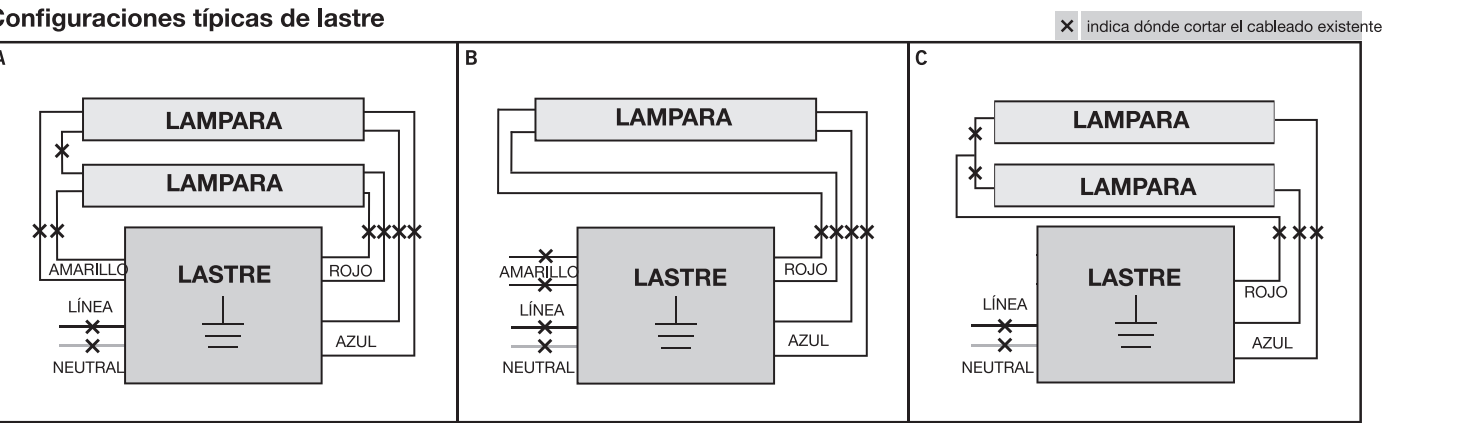 Configuraciones típicas de lastre
× indica dónde cortar el cableado existente
A
LAMPARA
LAMPARA
AMARILLO
LASTRE
ROJO
LÍNEA
AZUL
NEUTRAL
B
LAMPARA
AMARILLO
LASTRE
ROJO
LÍNEA
AZUL
NEUTRAL
C
LAMPARA
LAMPARA
LASTRE
ROJO
LÍNEA
AZUL
NEUTRAL